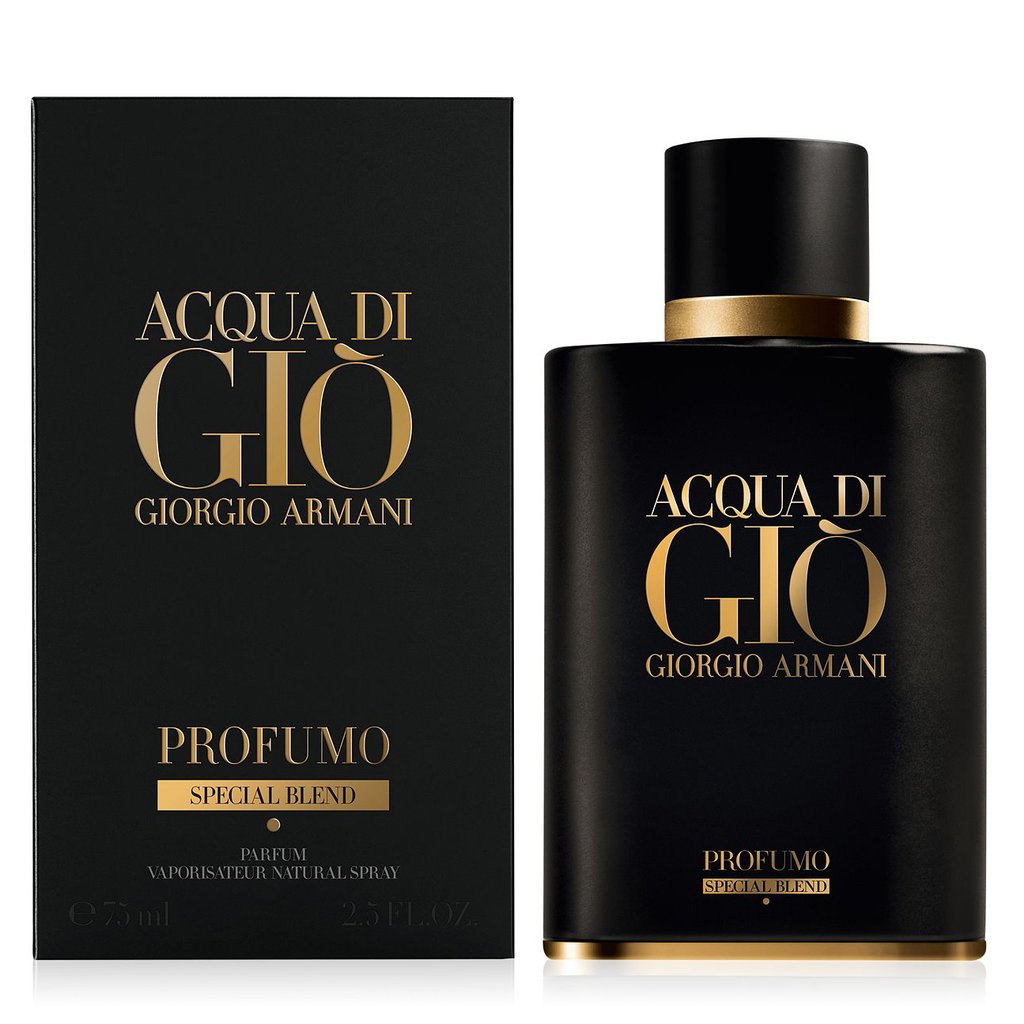 ACQUA DI
GIÒ
GIORGIO ARMANI
PROFUMO
SPECIAL BLEND
PARFUM
VAPORISATEUR NATURAL SPRAY
℮ 75 ml 2.5 FL.OZ.
ACQUA DI
GIÒ
GIORGIO ARMANI
PROFUMO
SPECIAL BLEND